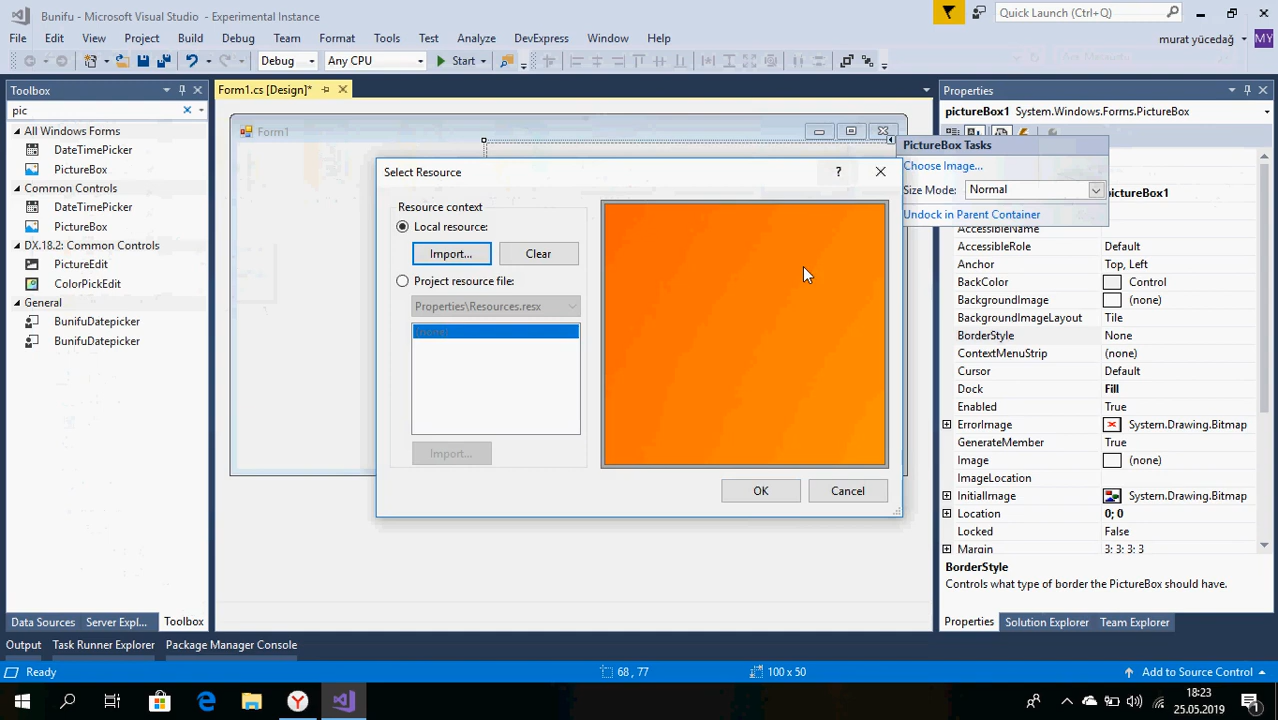 Bunifu - Microsoft Visual Studio - Experimental Instance
Quick Launch (Ctrl+Q)
File Edit View Project Build Debug Team Format Tools Test Analyze DevExpress Window Help
murat yücedağ MY
Debug Any CPU Start
Toolbox
Form1.cs [Design]*
Properties
pic
pictureBox1 System.Windows.Forms.PictureBox
All Windows Forms
DateTimePicker
PictureBox
Common Controls
DateTimePicker
PictureBox
DX.18.2: Common Controls
PictureEdit
ColorPickEdit
General
BunifuDatepicker
BunifuDatepicker
Form1
PictureBox Tasks
Choose Image...
Size Mode: Normal
Undock in Parent Container
Select Resource
?
Resource context
Local resource:
Import... Clear
Project resource file:
Properties\Resources.resx
Import...
OK Cancel
pictureBox1
AccessibleName
AccessibleRole Default
Anchor Top, Left
BackColor Control
BackgroundImage (none)
BackgroundImageLayout Tile
BorderStyle None
ContextMenuStrip (none)
Cursor Default
Dock Fill
Enabled True
ErrorImage System.Drawing.Bitmap
GenerateMember True
Image (none)
ImageLocation
InitialImage System.Drawing.Bitmap
Location 0; 0
Locked False
Margin 3; 3; 3; 3
BorderStyle
Controls what type of border the PictureBox should have.
Data Sources Server Expl... Toolbox
Properties Solution Explorer Team Explorer
Output Task Runner Explorer Package Manager Console
Ready 68 , 77 100 x 50 Add to Source Control
18:23
25.05.2019
1